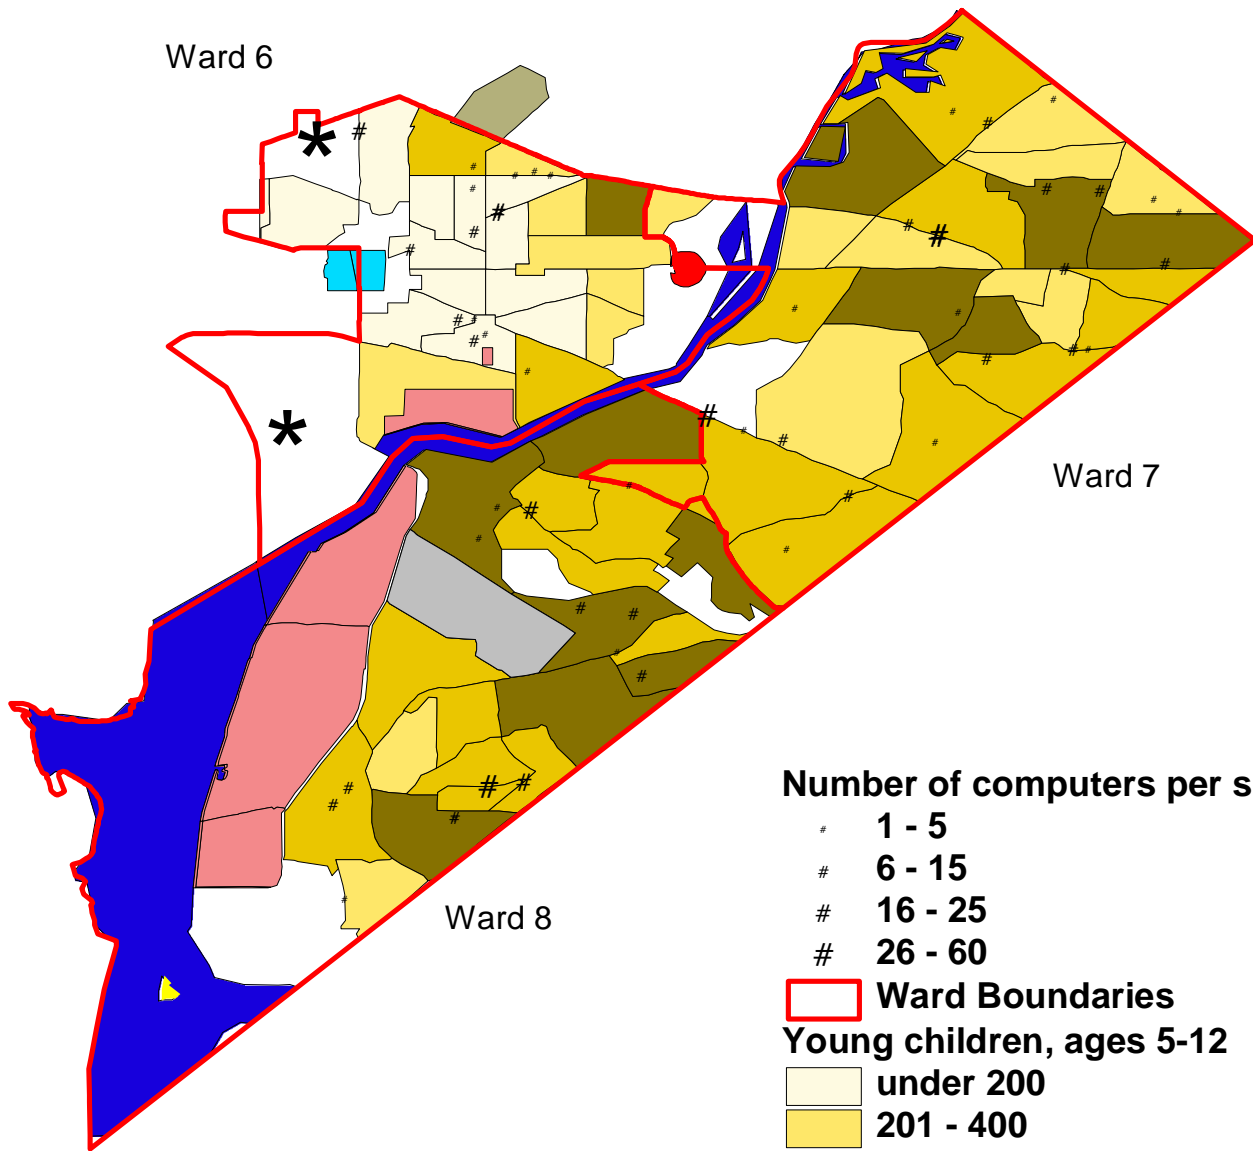 Ward 6
Ward 7
Ward 8
Number of computers per s
# 1 - 5
# 6 - 15
# 16 - 25
# 26 - 60
Ward Boundaries
Young children, ages 5-12
under 200
201 - 400